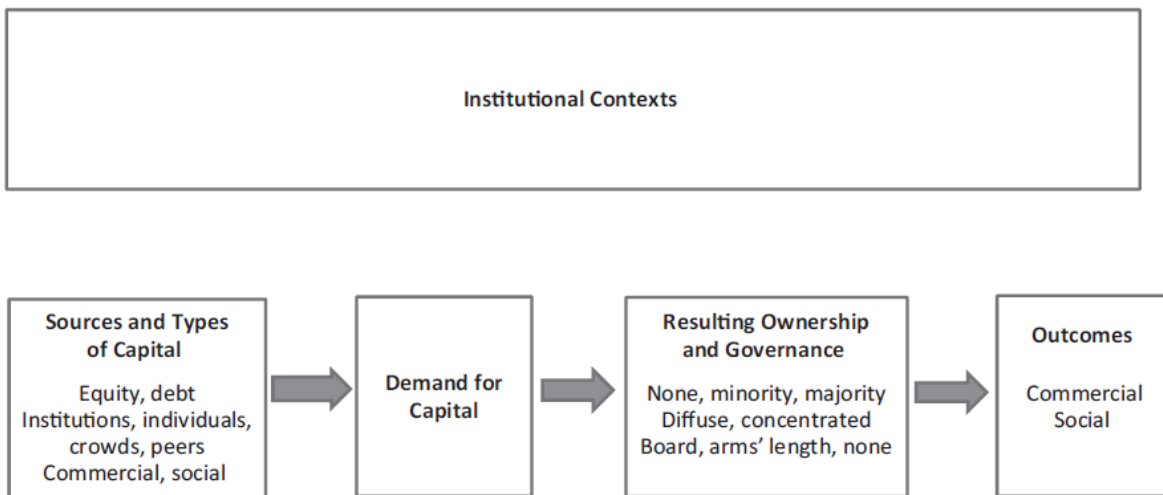 Institutional Contexts
Sources and Types
of Capital
Equity, debt
Institutions, individuals,
crowds, peers
Commercial, social
Demand for
Capital
Resulting Ownership
and Governance
None, minority, majority
Diffuse, concentrated
Board, arms’ length, none
Outcomes
Commercial
Social